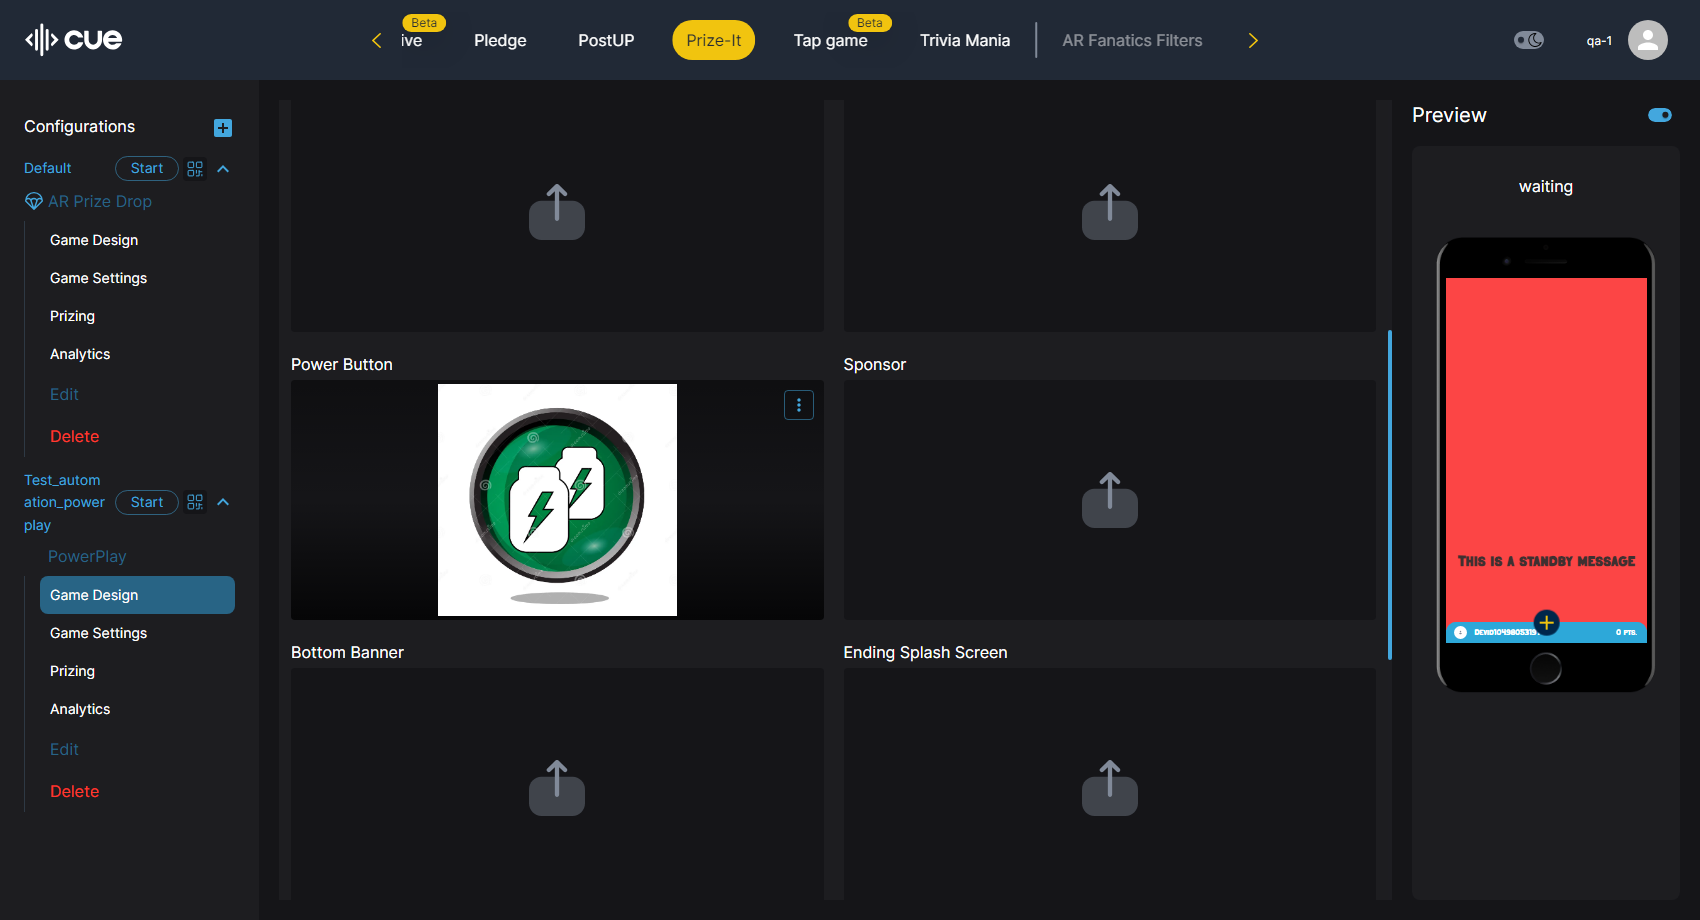 cue
Beta
ive
Pledge
PostUP
Prize-It
Beta
Tap game
Trivia Mania
AR Fanatics Filters
qa-1
Configurations
Default
Start
AR Prize Drop
Game Design
Game Settings
Prizing
Analytics
Edit
Delete
Test_autom
ation_power
play
Start
PowerPlay
Game Design
Game Settings
Prizing
Analytics
Edit
Delete
Power Button
Sponsor
Bottom Banner
Ending Splash Screen
Preview
waiting
THIS IS A STANDBY MESSAGE
0 PTS.